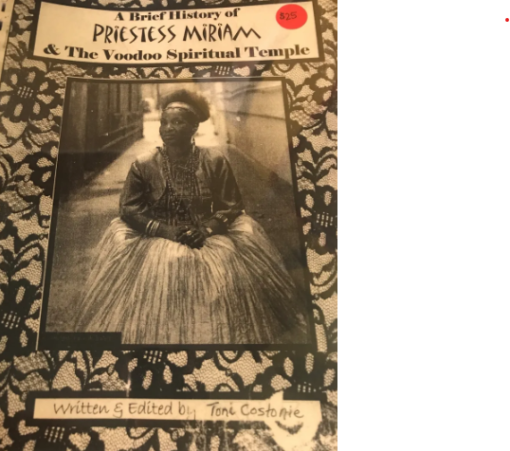 A Brief History of
$25
PRIESTESS MIRIAM
& The Voodoo Spiritual Temple
Written & Edited by Toni Costonie